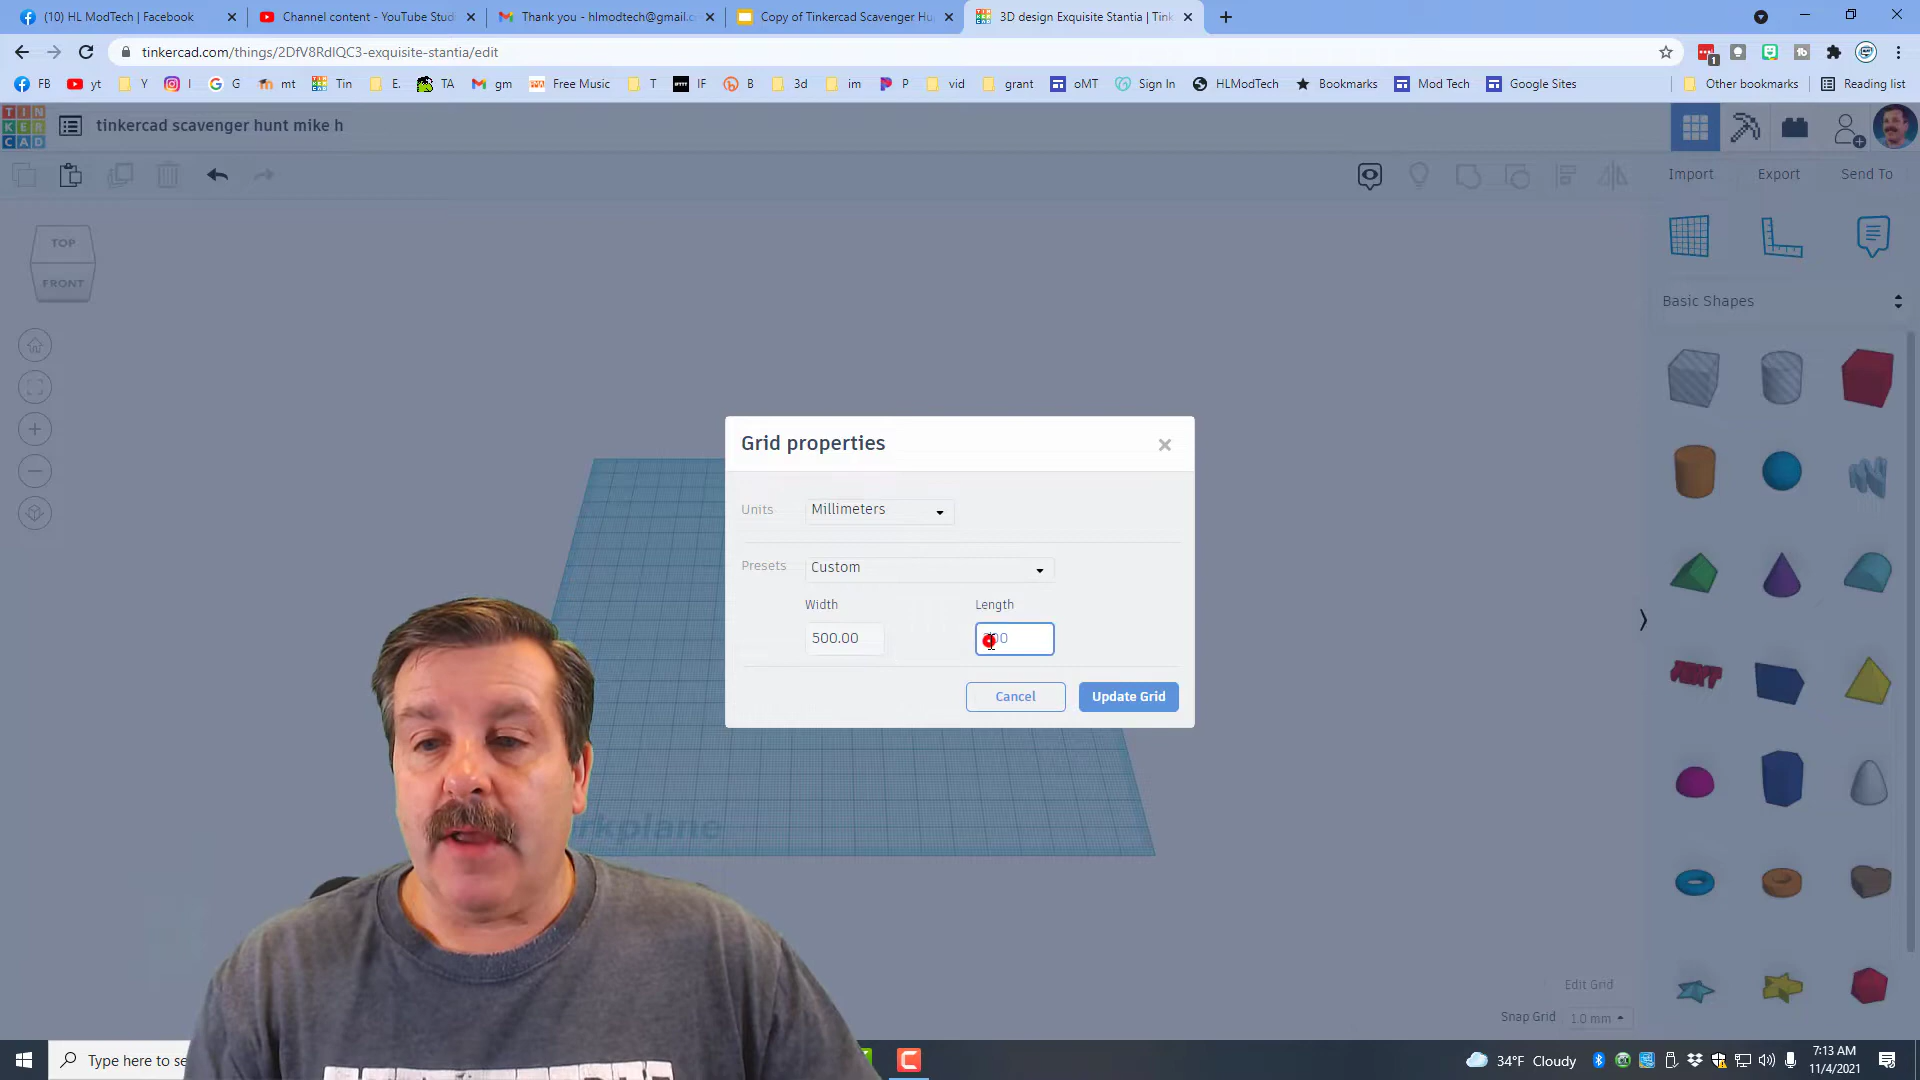 (10) HL ModTech | Facebook
Channel content - YouTube Stud
Thank you - hlmodtech@gmail.c
Copy of Tinkercad Scavenger Hu
3D design Exquisite Stantia | Tink
tinkercad.com/things/2DfV8RdlQC3-exquisite-stantia/edit
FB yt Y I G mt Tin E. TA gm Free Music T IF B 3d im P vid grant oMT Sign In HLModTech Bookmarks Mod Tech Google Sites Other bookmarks Reading list
TIN
KER
CAD
tinkercad scavenger hunt mike h
Import Export Send To
TOP
FRONT
Basic Shapes
Grid properties
Units Millimeters
Presets Custom
Width Length
500.00
Cancel Update Grid
rkplane
Edit Grid
Snap Grid 1.0 mm
Type here to se
34°F Cloudy
7:13 AM
11/4/2021